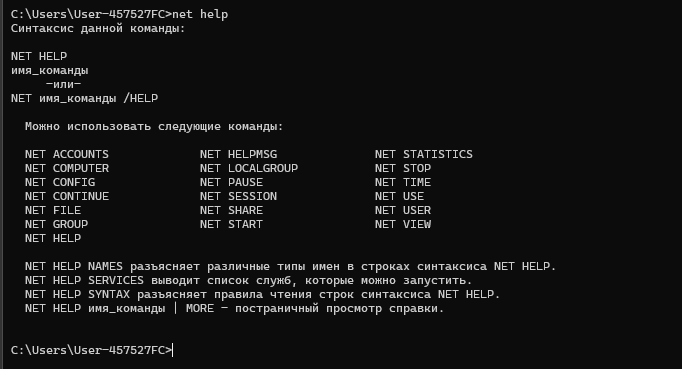 C:\Users\User-457527FC>net help
Синтаксис данной команды:

NET HELP
имя_команды
     -или-
NET имя_команды /HELP

  Можно использовать следующие команды:

  NET ACCOUNTS             NET HELPMSG              NET STATISTICS
  NET COMPUTER             NET LOCALGROUP           NET STOP
  NET CONFIG               NET PAUSE                NET TIME
  NET CONTINUE             NET SESSION              NET USE
  NET FILE                 NET SHARE                NET USER
  NET GROUP                NET START                NET VIEW
  NET HELP

  NET HELP NAMES разъясняет различные типы имен в строках синтаксиса NET HELP.
  NET HELP SERVICES выводит список служб, которые можно запустить.
  NET HELP SYNTAX разъясняет правила чтения строк синтаксиса NET HELP.
  NET HELP имя_команды | MORE - постраничный просмотр справки.

C:\Users\User-457527FC>